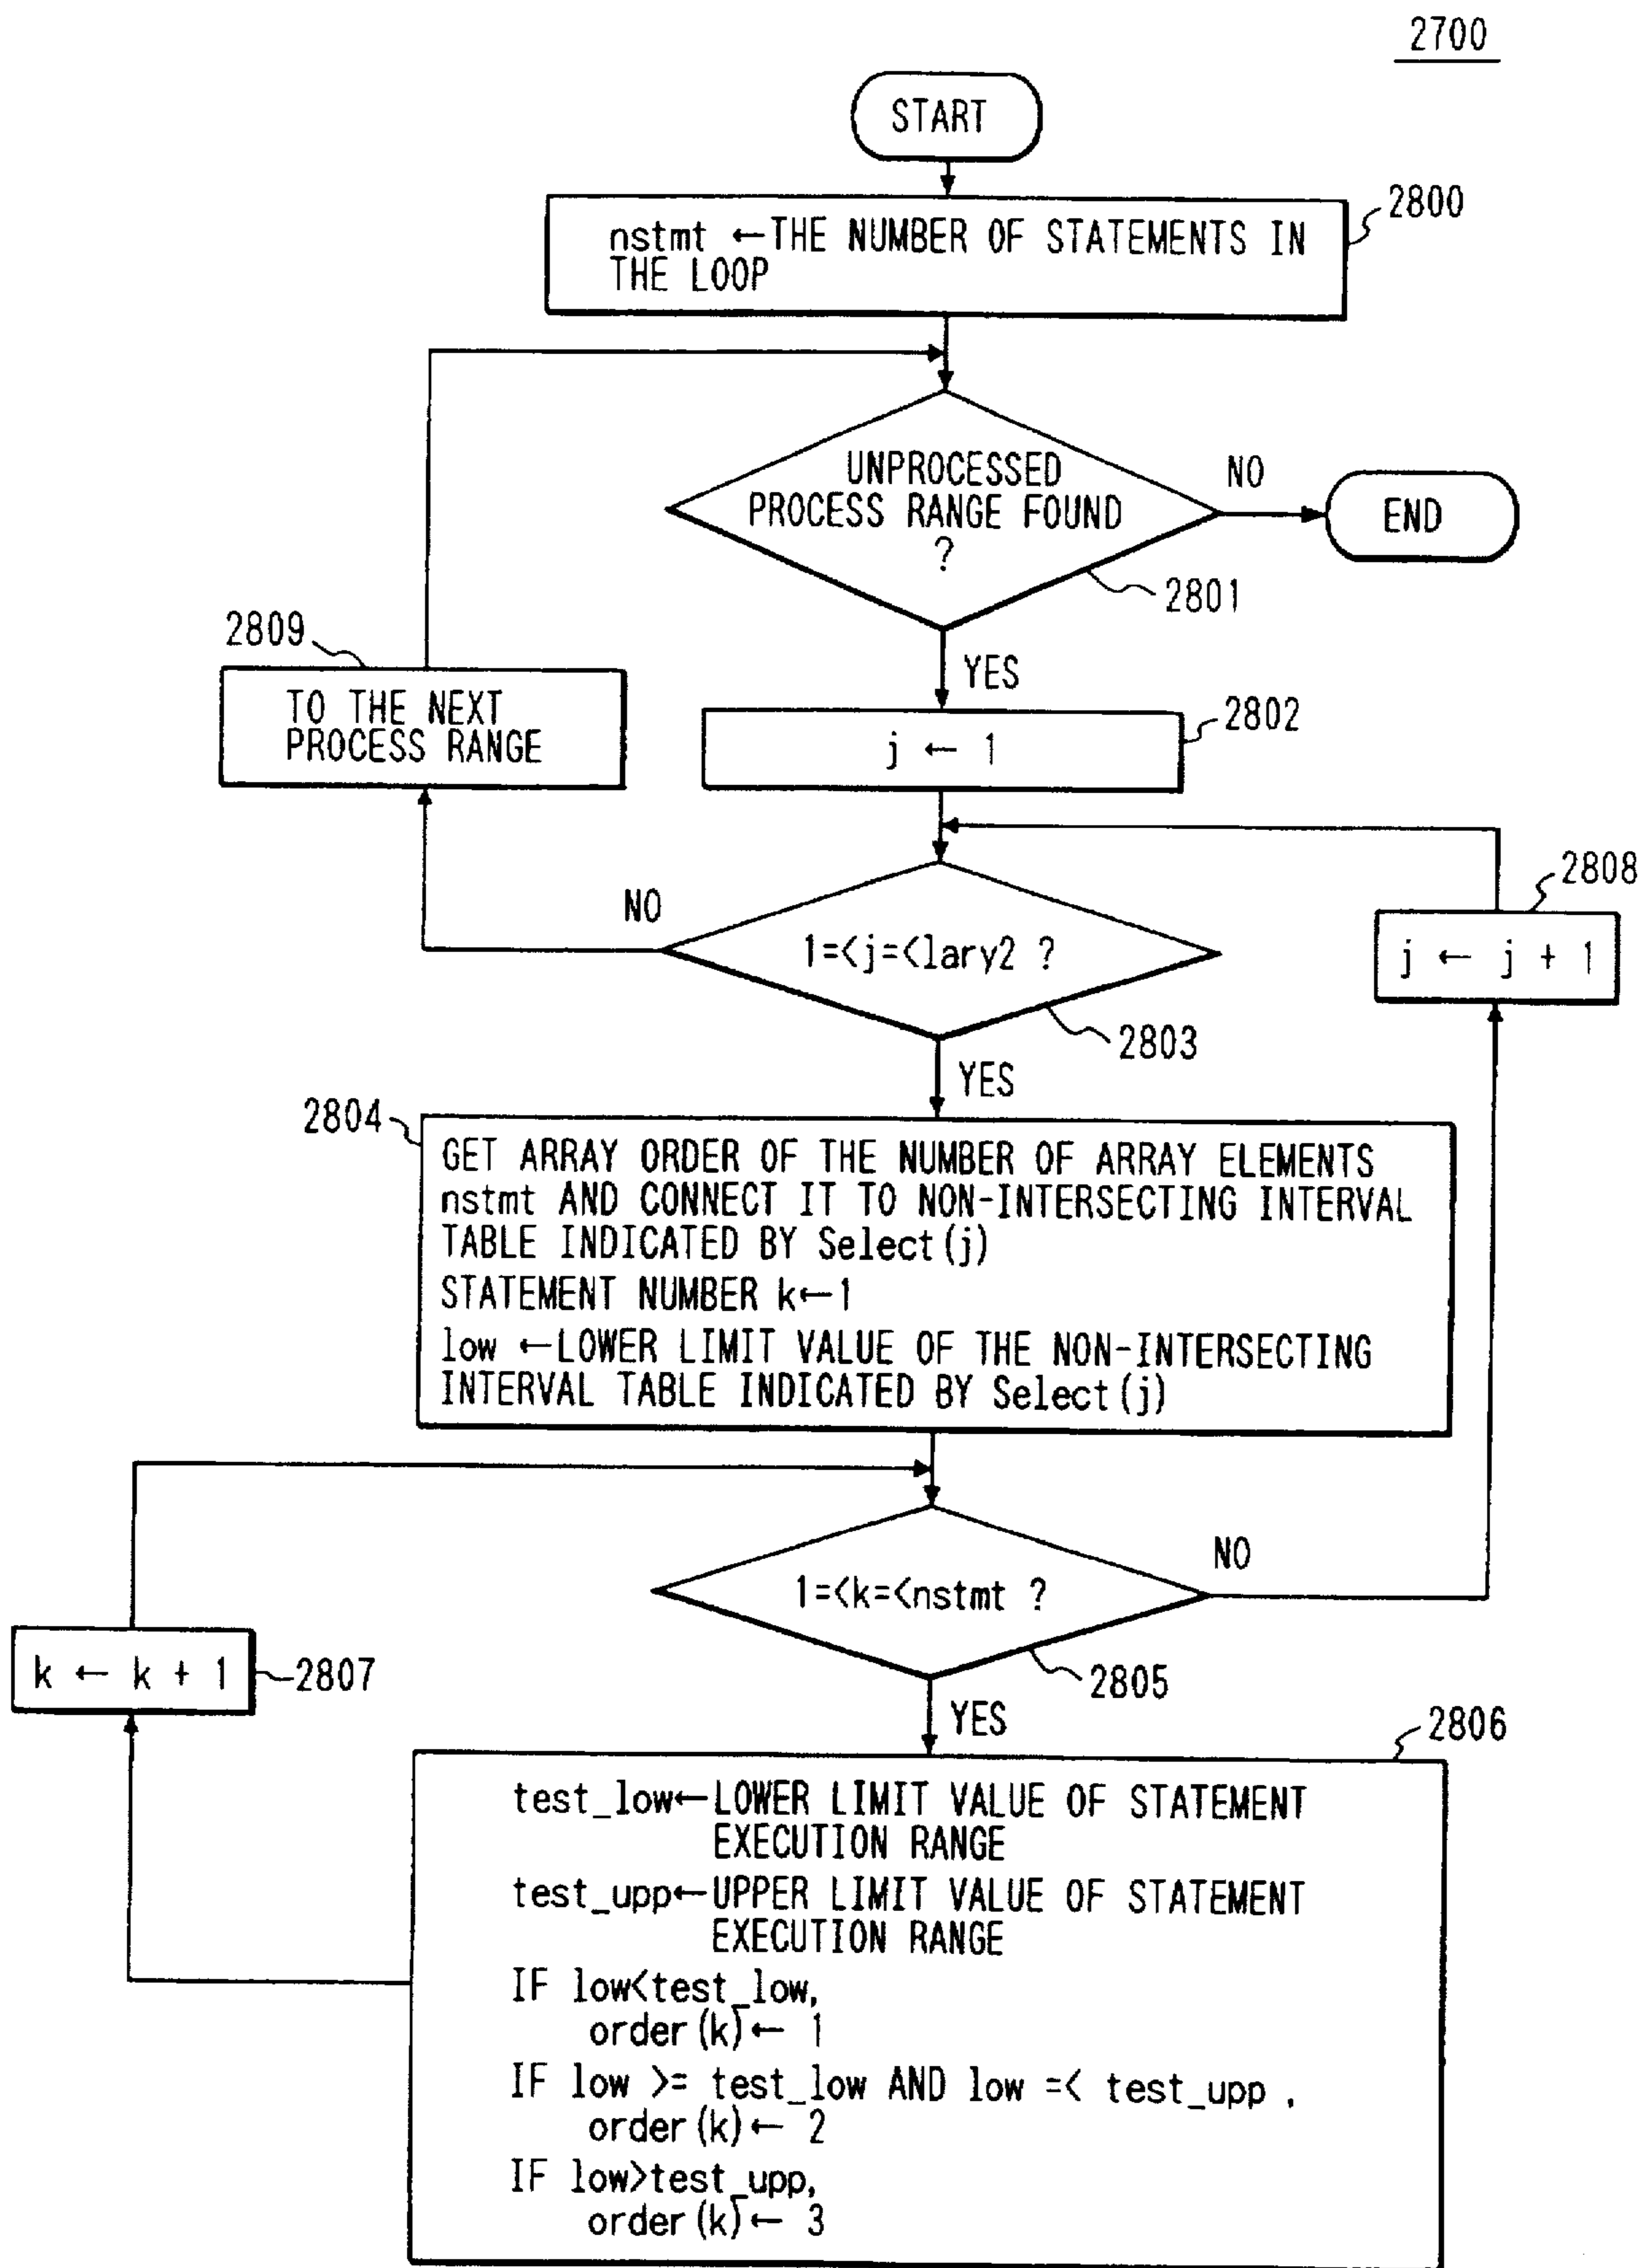 2700
START
2800
nstmt ←THE NUMBER OF STATEMENTS IN
THE LOOP
UNPROCESSED
PROCESS RANGE FOUND
?
NO
END
2801
2809
YES
TO THE NEXT
PROCESS RANGE
2802
j ← 1
2808
NO
1=<j=<lary2 ?
j ← j + 1
2803
YES
2804
GET ARRAY ORDER OF THE NUMBER OF ARRAY ELEMENTS
nstmt AND CONNECT IT TO NON-INTERSECTING INTERVAL
TABLE INDICATED BY Select(j)
STATEMENT NUMBER k←1
low ←LOWER LIMIT VALUE OF THE NON-INTERSECTING
INTERVAL TABLE INDICATED BY Select(j)
NO
1=<k=<nstmt ?
k ← k + 1
2807
2805
YES
2806
test_low←LOWER LIMIT VALUE OF STATEMENT
EXECUTION RANGE
test_upp←UPPER LIMIT VALUE OF STATEMENT
EXECUTION RANGE
IF low<test_low,
order(k)← 1
IF low >= test_low AND low =< test_upp ,
order(k)← 2
IF low>test_upp,
order(k)← 3